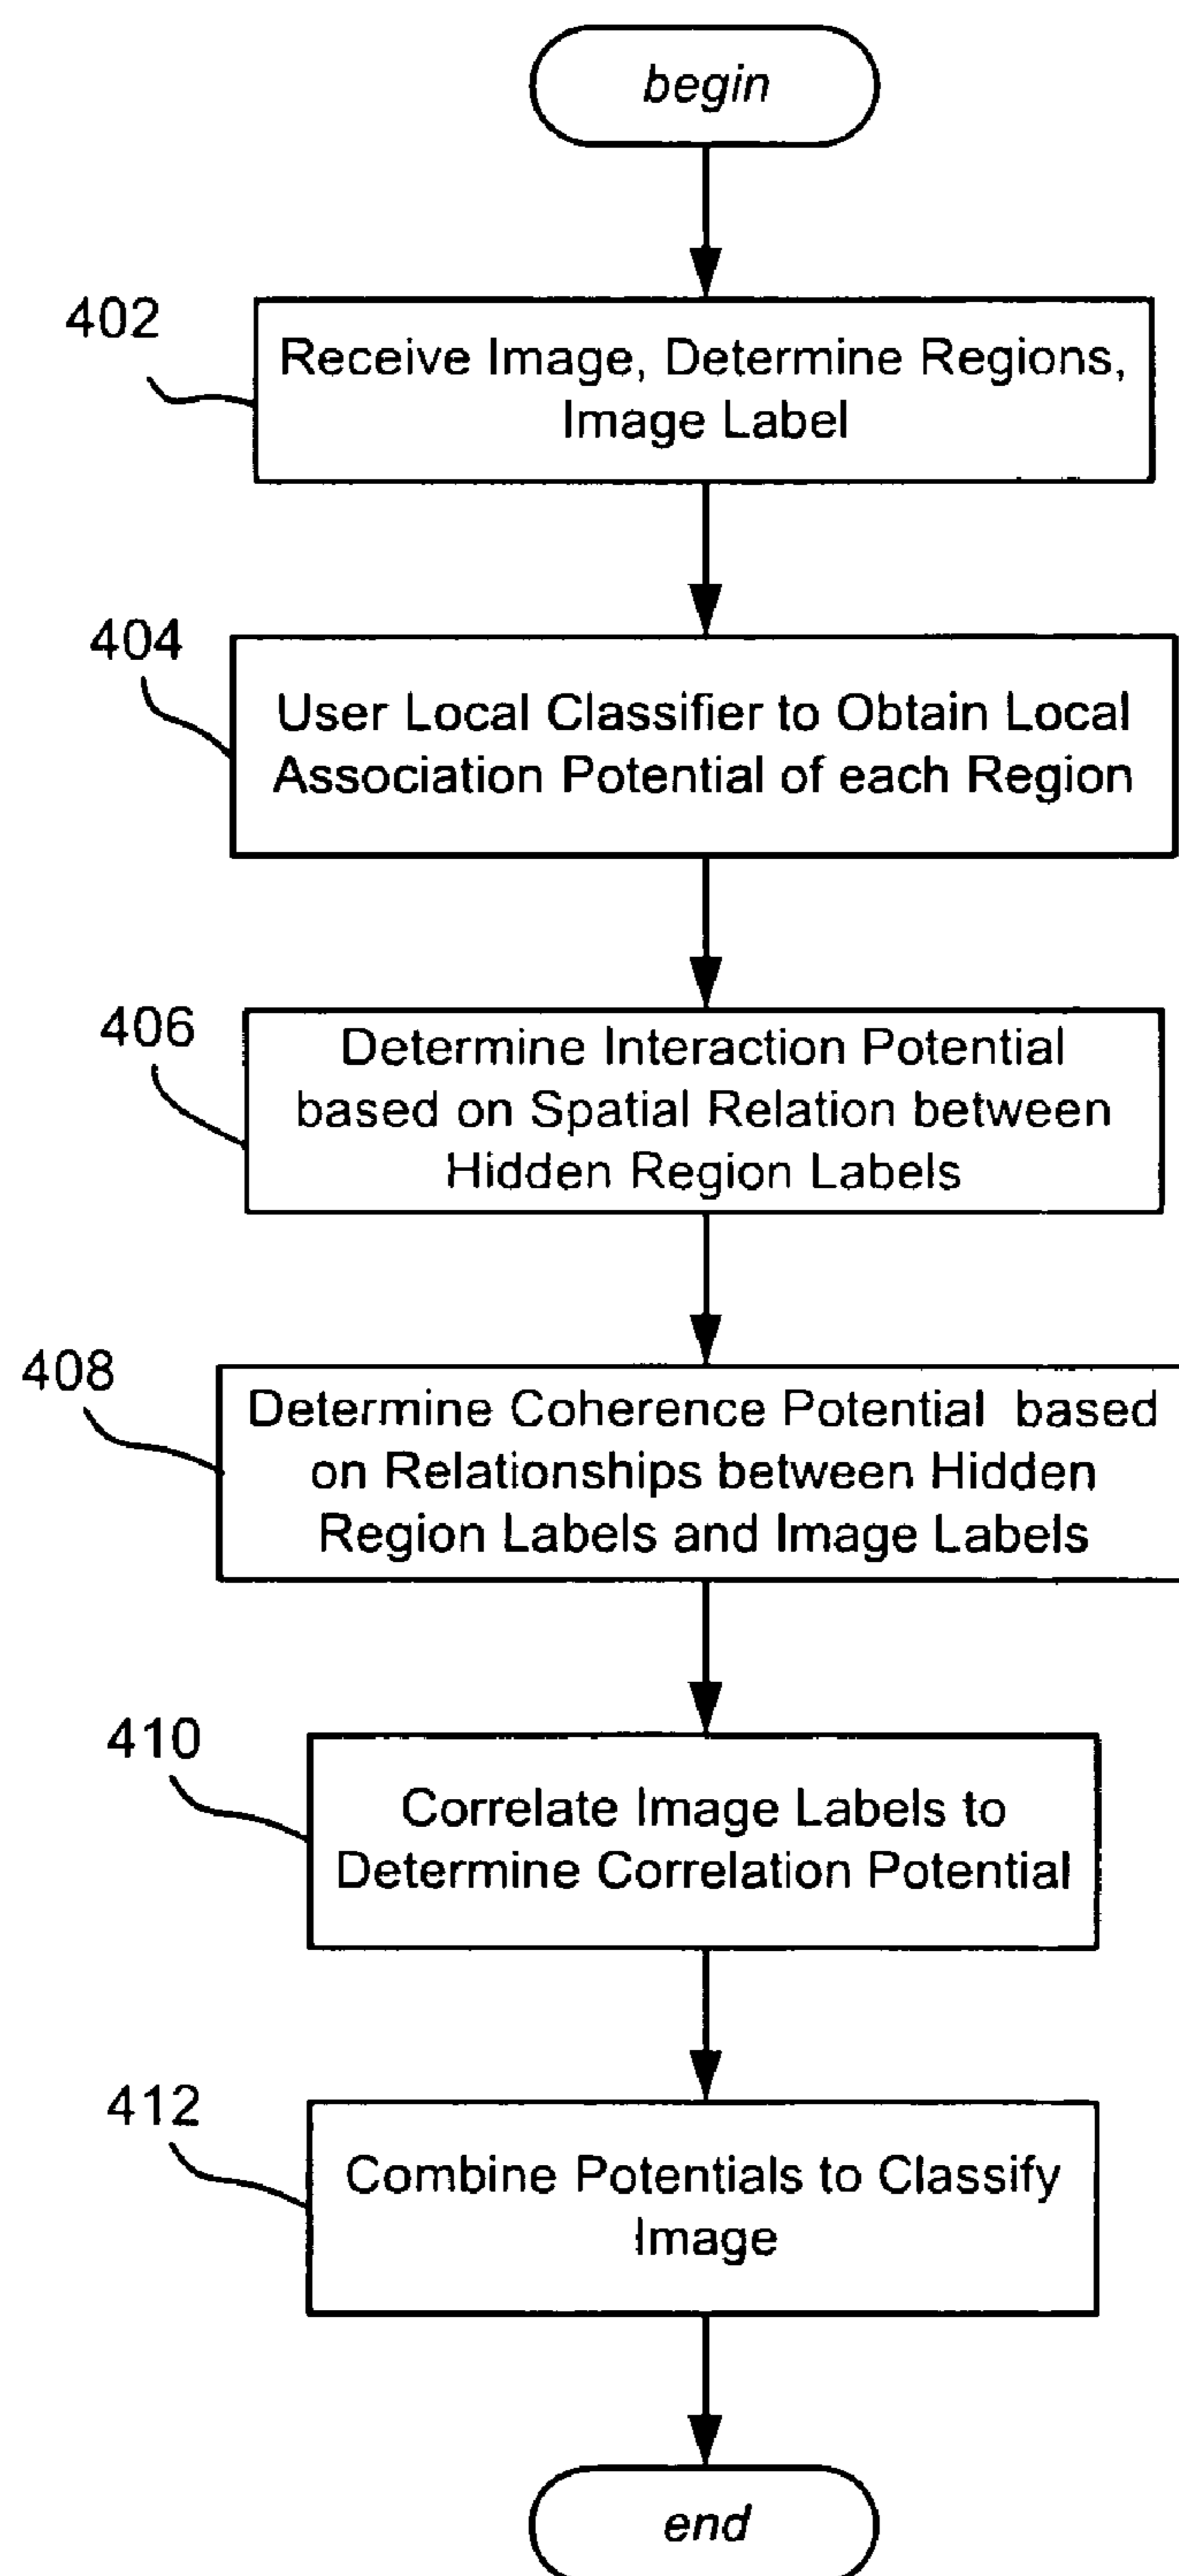 begin
402
Receive Image, Determine Regions,
Image Label
404
User Local Classifier to Obtain Local
Association Potential of each Region
406
Determine Interaction Potential
based on Spatial Relation between
Hidden Region Labels
408
Determine Coherence Potential based
on Relationships between Hidden
Region Labels and Image Labels
410
Correlate Image Labels to
Determine Correlation Potential
412
Combine Potentials to Classify
Image
end